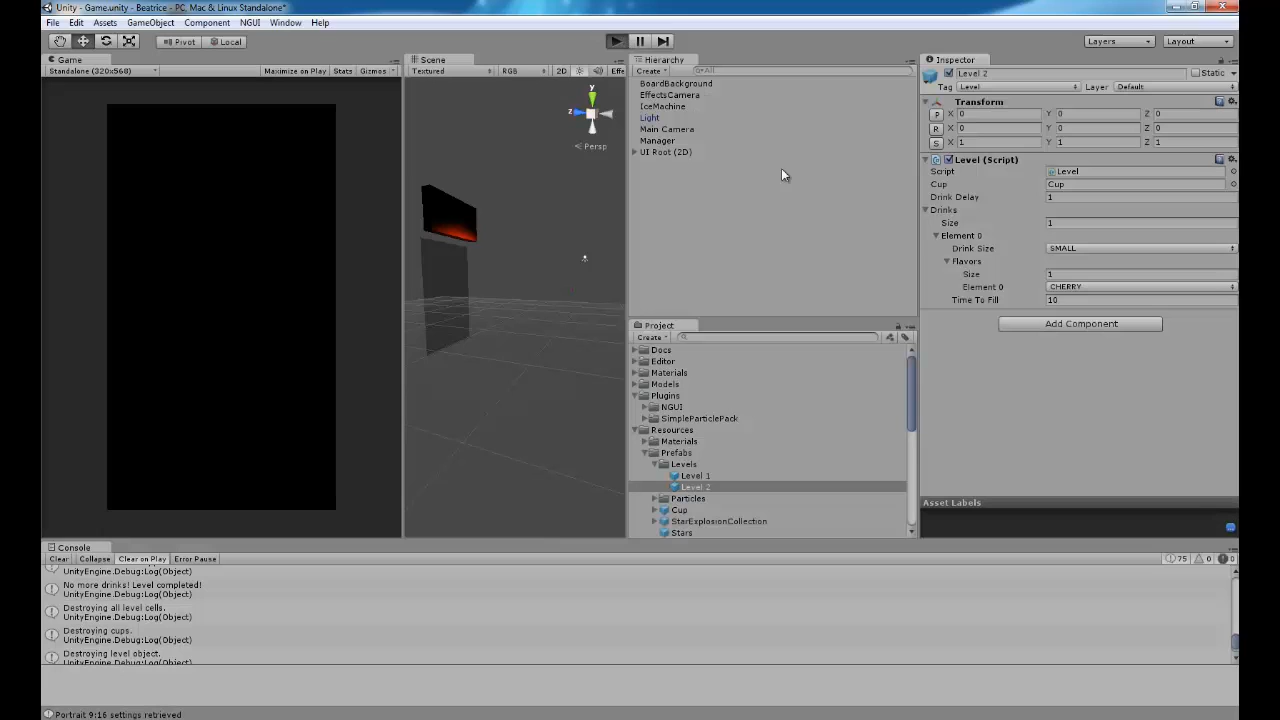 Unity - Game.unity - Beatrice - PC, Mac & Linux Standalone*
File Edit Assets GameObject Component NGUI Window Help
Pivot Local Layers Layout
Game
Standalone (320x568) Maximize on Play Stats Gizmos
Scene
Textured RGB 2D Effe
y
z
Persp
Hierarchy
Create All
BoardBackground
EffectsCamera
IceMachine
Light
Main Camera
Manager
UI Root (2D)
Project
Create
Docs
Editor
Materials
Models
Plugins
NGUI
SimpleParticlePack
Resources
Materials
Prefabs
Levels
Level 1
Level 2
Particles
Cup
StarExplosionCollection
Stars
Inspector
Level 2 Static
Tag Level Layer Default
Transform
P X 0 Y 0 Z 0
R X 0 Y 0 Z 0
S X 1 Y 1 Z 1
Level (Script)
Script Level
Cup Cup
Drink Delay 1
Drinks
Size 1
Element 0
Drink Size SMALL
Flavors
Size 1
Element 0 CHERRY
Time To Fill 10
Add Component
Asset Labels
Console
Clear Collapse Clear on Play Error Pause 75 0 0
UnityEngine.Debug:Log(Object)
No more drinks! Level completed!
UnityEngine.Debug:Log(Object)
Destroying all level cells.
UnityEngine.Debug:Log(Object)
Destroying cups.
UnityEngine.Debug:Log(Object)
Destroying level object.
UnityEngine.Debug:Log(Object)
Portrait 9:16 settings retrieved